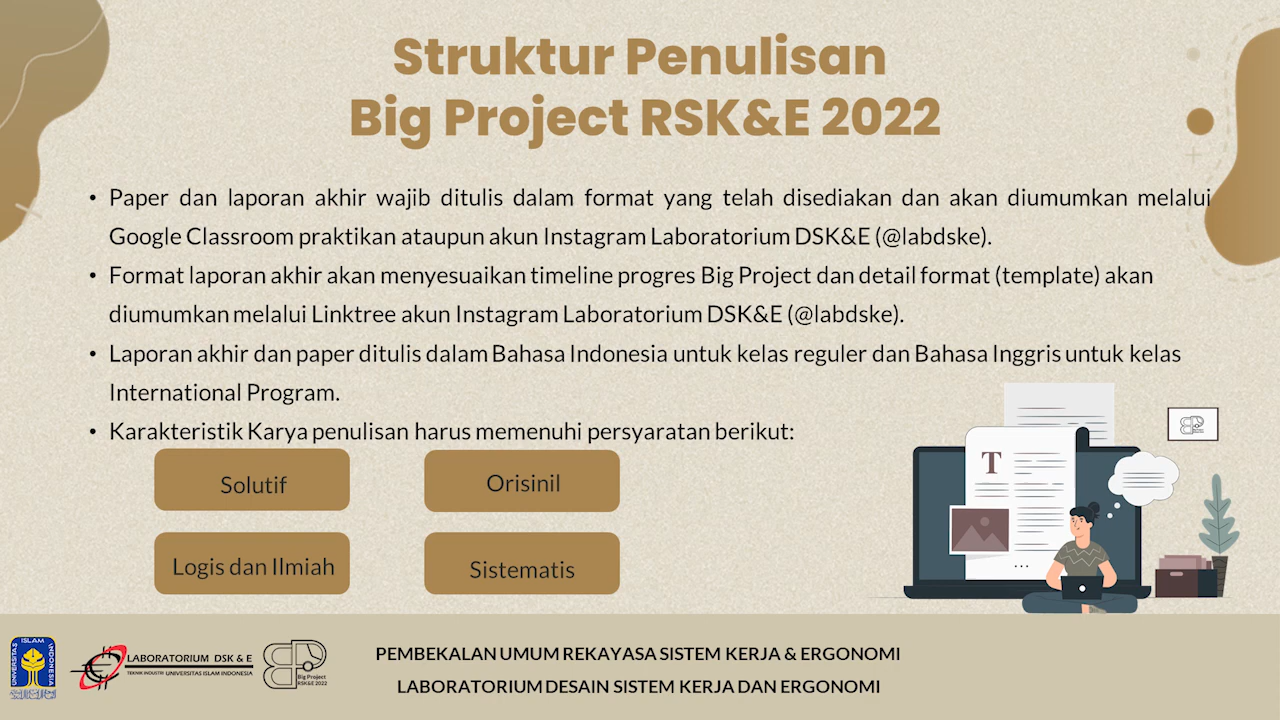 Struktur Penulisan
Big Project RSK&E 2022
• Paper dan laporan akhir wajib ditulis dalam format yang telah disediakan dan akan diumumkan melalui
Google Classroom praktikan ataupun akun Instagram Laboratorium DSK&E (@labdske).
• Format laporan akhir akan menyesuaikan timeline progres Big Project dan detail format (template) akan
diumumkan melalui Linktree akun Instagram Laboratorium DSK&E (@labdske).
• Laporan akhir dan paper ditulis dalam Bahasa Indonesia untuk kelas reguler dan Bahasa Inggris untuk kelas
International Program.
• Karakteristik Karya penulisan harus memenuhi persyaratan berikut:
Solutif
Orisinil
Logis dan Ilmiah
Sistematis
T
UNIVERSITAS ISLAM INDONESIA
LABORATORIUM DSK & E
TEKNIK INDUSTRI UNIVERSITAS ISLAM INDONESIA
Big Project
RSK&E 2022
PEMBEKALAN UMUM REKAYASA SISTEM KERJA & ERGONOMI
LABORATORIUM DESAIN SISTEM KERJA DAN ERGONOMI